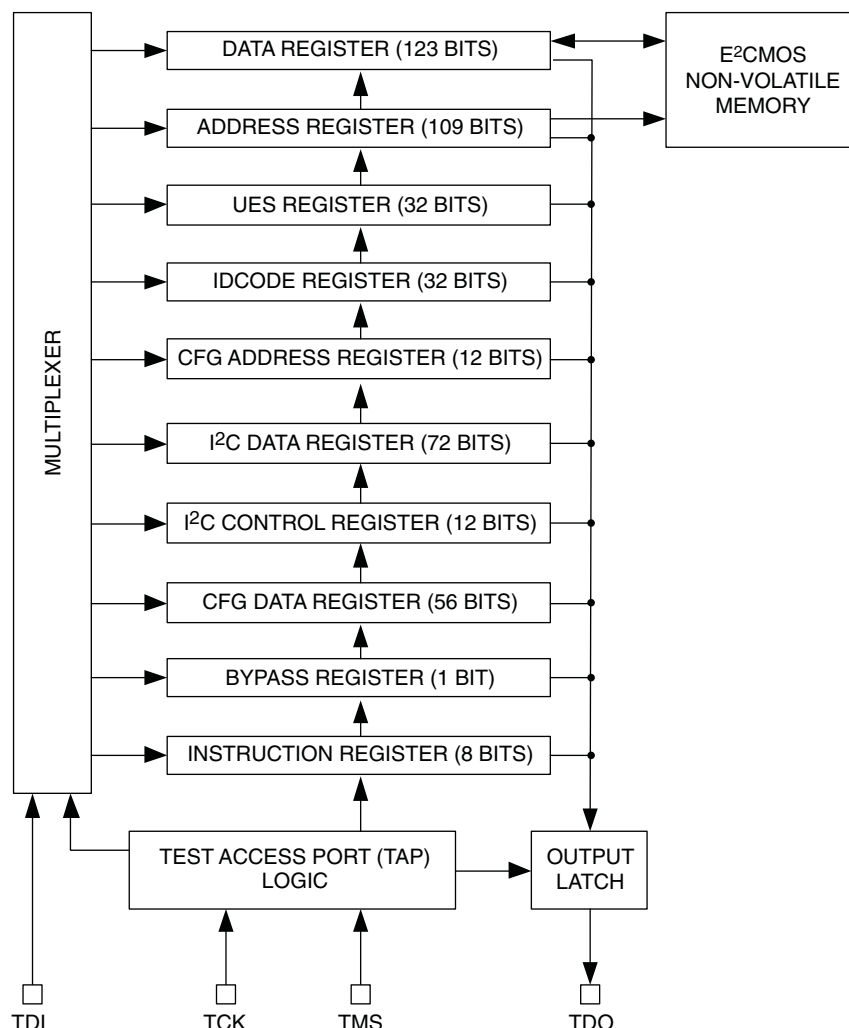 DATA REGISTER (123 BITS)
E²CMOS
NON-VOLATILE
MEMORY
ADDRESS REGISTER (109 BITS)
UES REGISTER (32 BITS)
IDCODE REGISTER (32 BITS)
MULTIPLEXER
CFG ADDRESS REGISTER (12 BITS)
I²C DATA REGISTER (72 BITS)
I²C CONTROL REGISTER (12 BITS)
CFG DATA REGISTER (56 BITS)
BYPASS REGISTER (1 BIT)
INSTRUCTION REGISTER (8 BITS)
TEST ACCESS PORT (TAP)
LOGIC
OUTPUT
LATCH
TDI
TCK
TMS
TDO